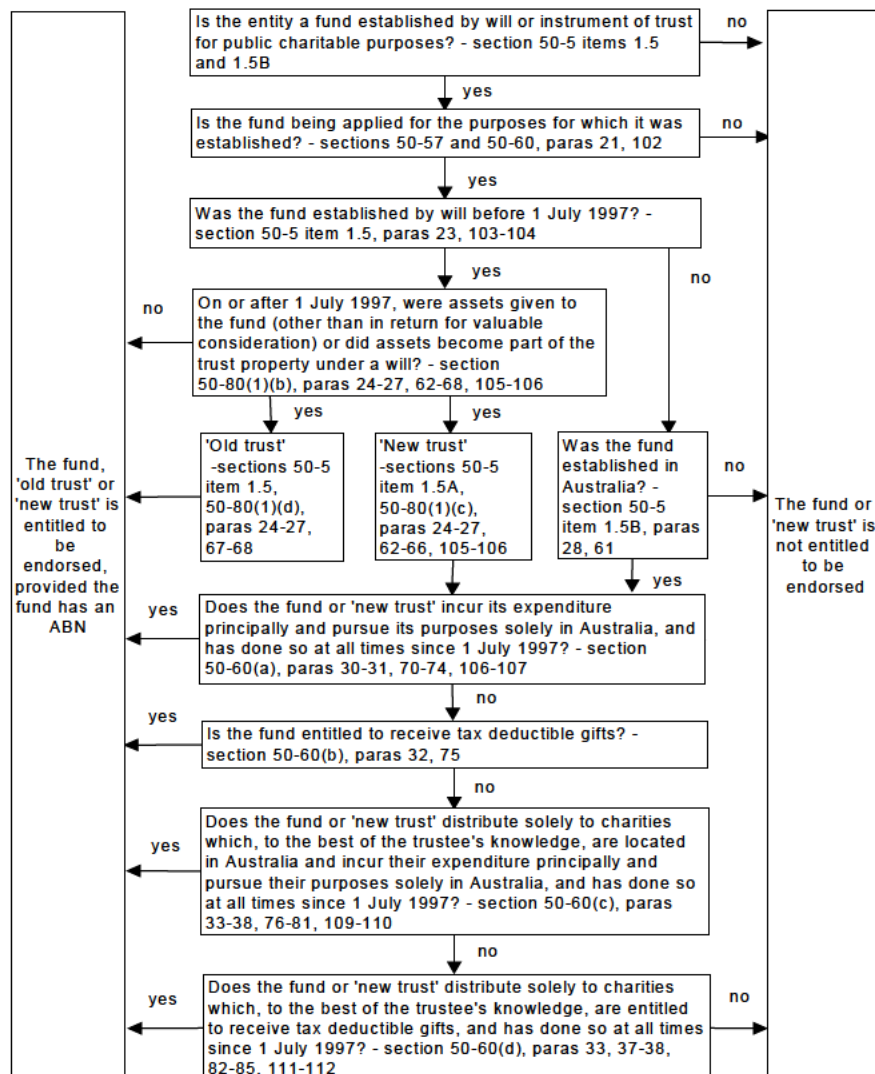 Is the entity a fund established by will or instrument of trust
for public charitable purposes? - section 50-5 items 1.5
and 1.5B
no
yes
Is the fund being applied for the purposes for which it was
established? - sections 50-57 and 50-60, paras 21, 102
no
yes
Was the fund established by will before 1 July 1997? -
section 50-5 item 1.5, paras 23, 103-104
yes
no
no
On or after 1 July 1997, were assets given to
the fund (other than in return for valuable
consideration) or did assets become part of the
trust property under a will? - section
50-80(1)(b), paras 24-27, 62-68, 105-106
yes
yes
'Old trust'
-sections 50-5
item 1.5,
50-80(1)(d),
paras 24-27,
67-68
'New trust'
-sections 50-5
item 1.5A,
50-80(1)(c),
paras 24-27,
62-66, 105-106
Was the fund
established in
Australia? -
section 50-5
item 1.5B, paras
28, 61
no
yes
The fund,
'old trust' or
'new trust' is
entitled to
be
endorsed,
provided the
fund has an
ABN
The fund or
'new trust' is
not entitled
to be
endorsed
yes
Does the fund or 'new trust' incur its expenditure
principally and pursue its purposes solely in Australia, and
has done so at all times since 1 July 1997? - section
50-60(a), paras 30-31, 70-74, 106-107
no
yes
Is the fund entitled to receive tax deductible gifts? -
section 50-60(b), paras 32, 75
no
yes
Does the fund or 'new trust' distribute solely to charities
which, to the best of the trustee's knowledge, are located
in Australia and incur their expenditure principally and
pursue their purposes solely in Australia, and has done so
at all times since 1 July 1997? - section 50-60(c), paras
33-38, 76-81, 109-110
no
yes
Does the fund or 'new trust' distribute solely to charities
which, to the best of the trustee's knowledge, are entitled
to receive tax deductible gifts, and has done so at all times
since 1 July 1997? - section 50-60(d), paras 33, 37-38,
82-85, 111-112
no